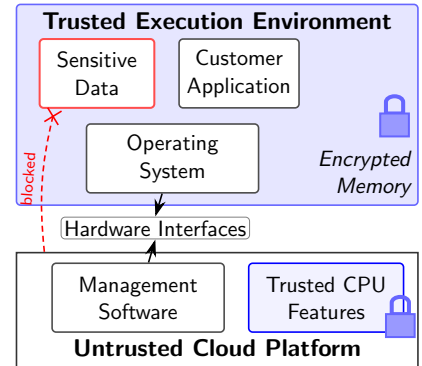 Trusted Execution Environment
Sensitive
Data
Customer
Application
Operating
System
Encrypted
Memory
blocked
Hardware Interfaces
Management
Software
Trusted CPU
Features
Untrusted Cloud Platform